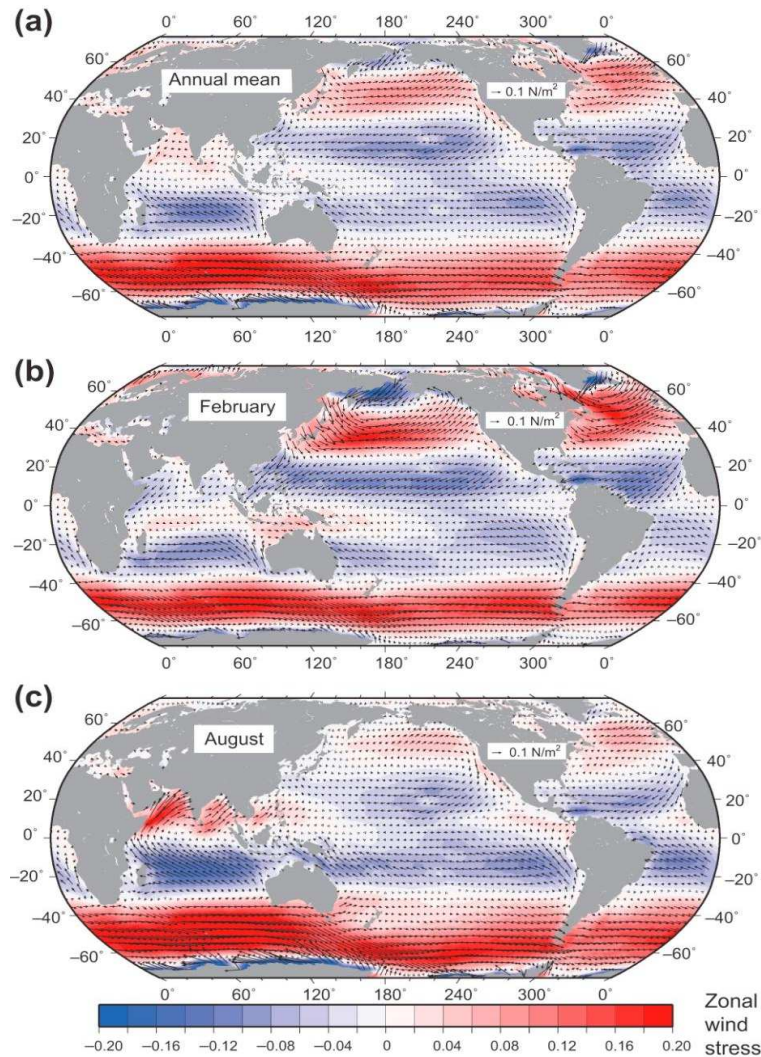 (a)
0° 60° 120° 180° 240° 300° 0°
60° 60°
Annual mean
→ 0.1 N/m²
40° 40°
20° 20°
0° 0°
–20° –20°
–40° –40°
–60° –60°
0° 60° 120° 180° 240° 300° 0°
(b)
60° 60°
February
→ 0.1 N/m²
40° 40°
20° 20°
0° 0°
–20° –20°
–40° –40°
–60° –60°
0° 60° 120° 180° 240° 300° 0°
(c)
60° 60°
August
→ 0.1 N/m²
40° 40°
20° 20°
0° 0°
–20° –20°
–40° –40°
–60° –60°
0° 60° 120° 180° 240° 300° 0°
Zonal
wind
stress
–0.20 –0.16 –0.12 –0.08 –0.04 0 0.04 0.08 0.12 0.16 0.20